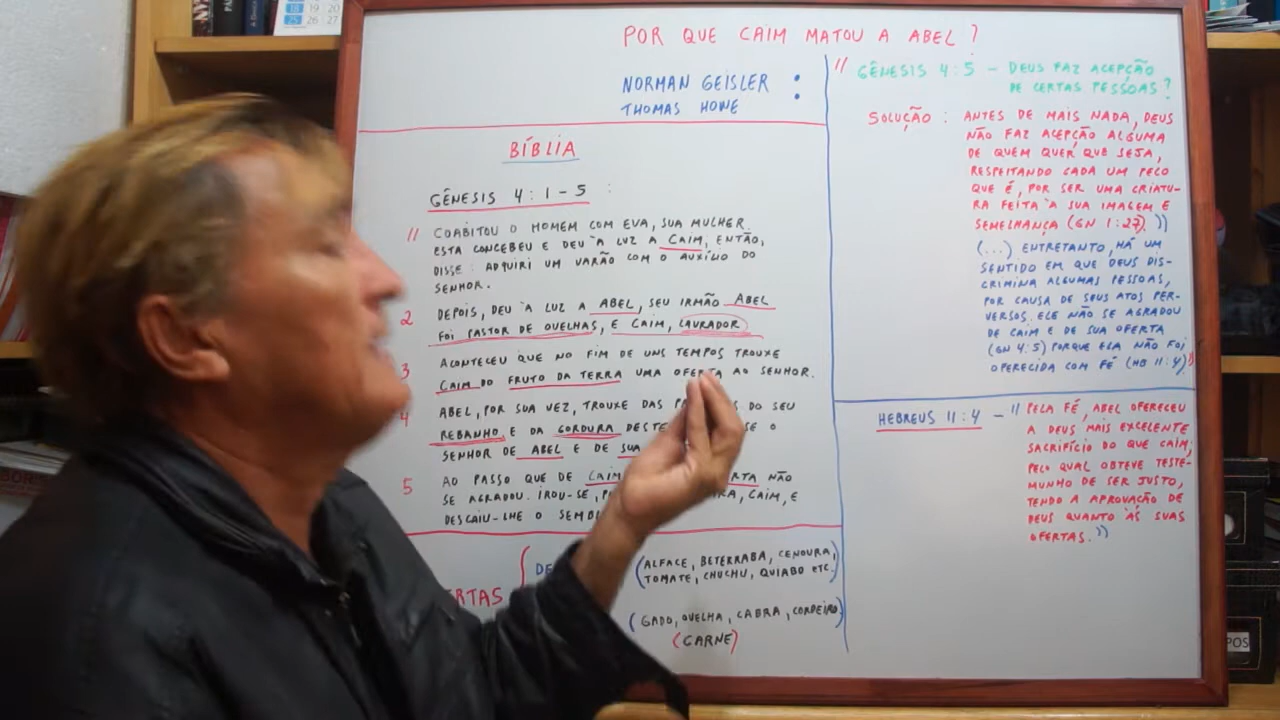 POR QUE CAIM MATOU A ABEL?
NORMAN GEISLER :
THOMAS HOWE
BÍBLIA
GÊNESIS 4:1-5 :
" COABITOU O HOMEM COM EVA, SUA MULHER.
ESTA CONCEBEU E DEU À LUZ A CAIM, ENTÃO,
DISSE: ADQUIRI UM VARÃO COM O AUXÍLIO DO
SENHOR.
2 DEPOIS, DEU À LUZ A ABEL, SEU IRMÃO ABEL
FOI PASTOR DE OVELHAS, E CAIM, LAVRADOR
3 ACONTECEU QUE NO FIM DE UNS TEMPOS TROUXE
CAIM DO FRUTO DA TERRA UMA OFERTA AO SENHOR.
4 ABEL, POR SUA VEZ, TROUXE DAS DO SEU
REBANHO E DA GORDURA O
SENHOR DE ABEL E DE SUA
5 AO PASSO QUE DE CAIM NÃO
SE AGRADOU. IROU-SE, CAIM, E
DESCAIU-LHE O
(ALFACE, BETERRABA, CENOURA,
TOMATE, CHUCHU, QUIABO ETC.)
(GADO, OVELHA, CABRA, CORDEIRO)
(CARNE)
" GÊNESIS 4:5 - DEUS FAZ ACEPÇÃO
DE CERTAS PESSOAS?
SOLUÇÃO: ANTES DE MAIS NADA, DEUS
NÃO FAZ ACEPÇÃO ALGUMA
DE QUEM QUER QUE SEJA,
RESPEITANDO CADA UM PELO
QUE É, POR SER UMA CRIATU-
RA FEITA À SUA IMAGEM E
SEMELHANÇA (GN 1:27). "
(...) ENTRETANTO, HÁ UM
SENTIDO EM QUE DEUS DIS-
CRIMINA ALGUMAS PESSOAS,
POR CAUSA DE SEUS ATOS PER-
VERSOS. ELE NÃO SE AGRADOU
DE CAIM E DE SUA OFERTA
(GN 4:5) PORQUE ELA NÃO FOI
OFERECIDA COM FÉ (HB 11:4). "
HEBREUS 11:4 - " PELA FÉ, ABEL OFERECEU
A DEUS MAIS EXCELENTE
SACRIFÍCIO DO QUE CAIM;
PELO QUAL OBTEVE TESTE-
MUNHO DE SER JUSTO,
TENDO A APROVAÇÃO DE
DEUS QUANTO ÀS SUAS
OFERTAS. "